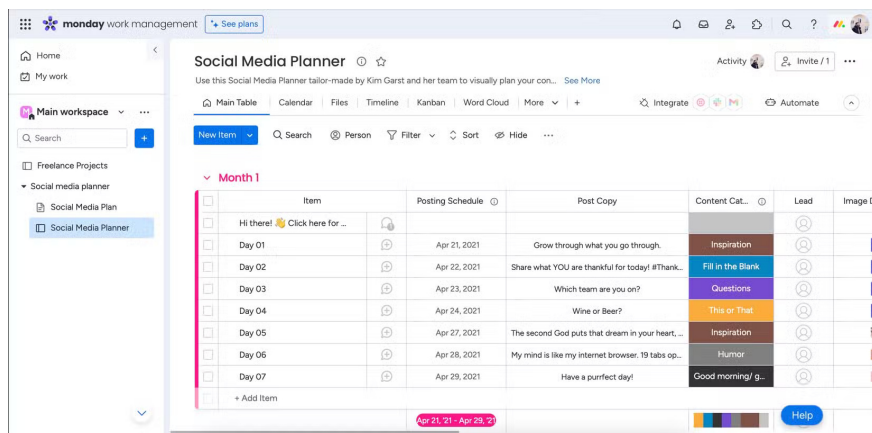 monday work management
See plans
Home
My work
Main workspace
Search
+
Freelance Projects
Social media planner
Social Media Plan
Social Media Planner
Social Media Planner
Activity
Invite / 1
Use this Social Media Planner tailor-made by Kim Garst and her team to visually plan your con... See More
Main Table Calendar Files Timeline Kanban Word Cloud More +
Integrate
Automate
New Item Search Person Filter Sort Hide ...
Month 1
Item Posting Schedule Post Copy Content Cat... Lead Image D
Hi there! 👋 Click here for ...
Day 01 Apr 21, 2021 Grow through what you go through. Inspiration
Day 02 Apr 22, 2021 Share what YOU are thankful for today! #Thank... Fill in the Blank
Day 03 Apr 23, 2021 Which team are you on? Questions
Day 04 Apr 24, 2021 Wine or Beer? This or That
Day 05 Apr 27, 2021 The second God puts that dream in your heart, ... Inspiration
Day 06 Apr 28, 2021 My mind is like my internet browser. 19 tabs op... Humor
Day 07 Apr 29, 2021 Have a purrfect day! Good morning/ g...
+ Add Item
Apr 21, '21 - Apr 29, '21
Help